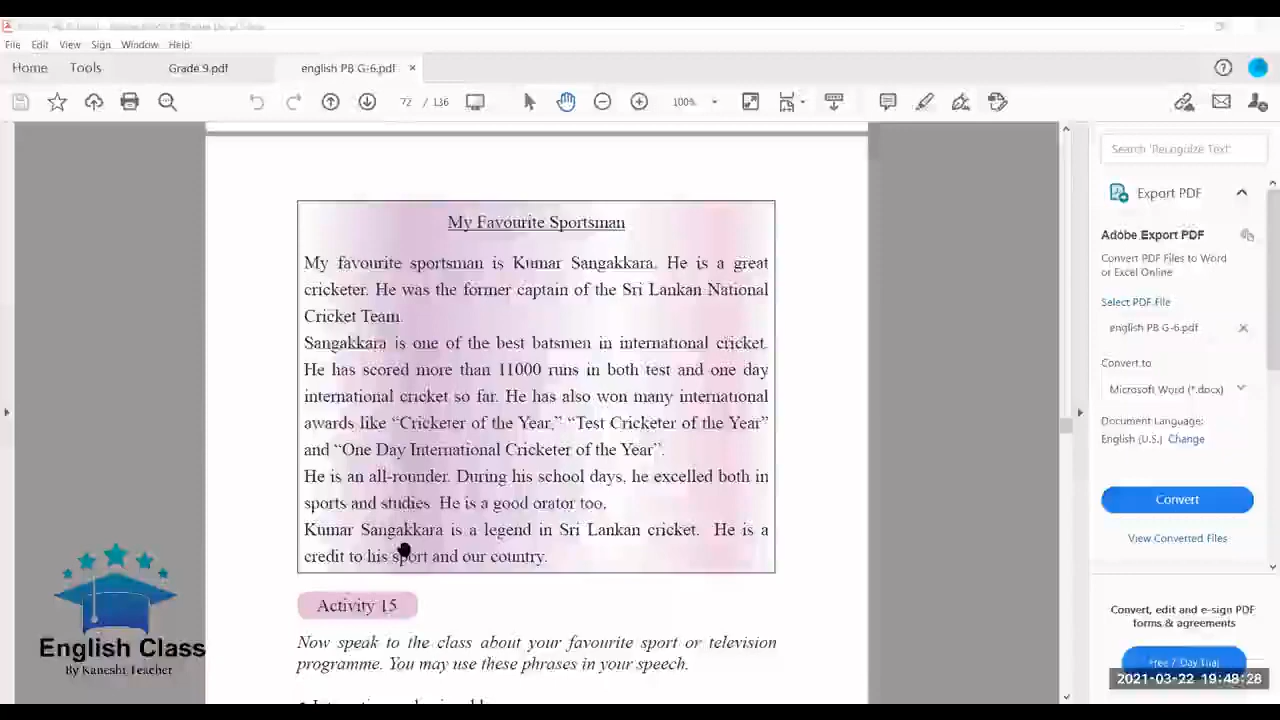 File Edit View Sign Window Help
Home Tools Grade 9.pdf english PB G-6.pdf ×
72 / 136 100%
Search 'Recognize Text'
Export PDF
Adobe Export PDF
Convert PDF Files to Word
or Excel Online
Select PDF File
english PB G-6.pdf
Convert to
Microsoft Word (*.docx)
Document Language:
English (U.S.) Change
Convert
View Converted Files
Convert, edit and e-sign PDF
forms & agreements
Free 7-Day Trial
2021-03-22 19:48:28
My Favourite Sportsman
My favourite sportsman is Kumar Sangakkara. He is a great
cricketer. He was the former captain of the Sri Lankan National
Cricket Team.
Sangakkara is one of the best batsmen in international cricket.
He has scored more than 11000 runs in both test and one day
international cricket so far. He has also won many international
awards like “Cricketer of the Year,” “Test Cricketer of the Year”
and “One Day International Cricketer of the Year”.
He is an all-rounder. During his school days, he excelled both in
sports and studies. He is a good orator too.
Kumar Sangakkara is a legend in Sri Lankan cricket. He is a
credit to his sport and our country.
Activity 15
Now speak to the class about your favourite sport or television
programme. You may use these phrases in your speech.
English Class
By Kaneshi Teacher